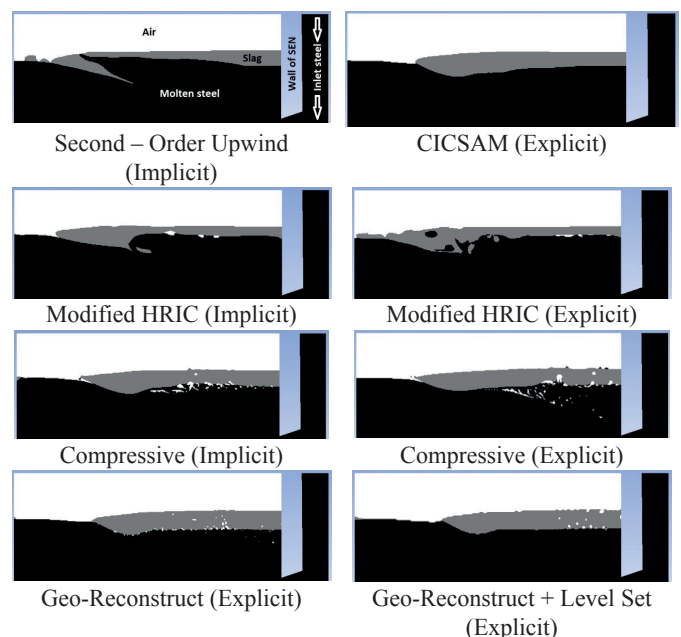 Air
Slag
Molten steel
Wall of SEN
Inlet steel
Second – Order Upwind
(Implicit)
CICSAM (Explicit)
Modified HRIC (Implicit)
Modified HRIC (Explicit)
Compressive (Implicit)
Compressive (Explicit)
Geo-Reconstruct (Explicit)
Geo-Reconstruct + Level Set
(Explicit)